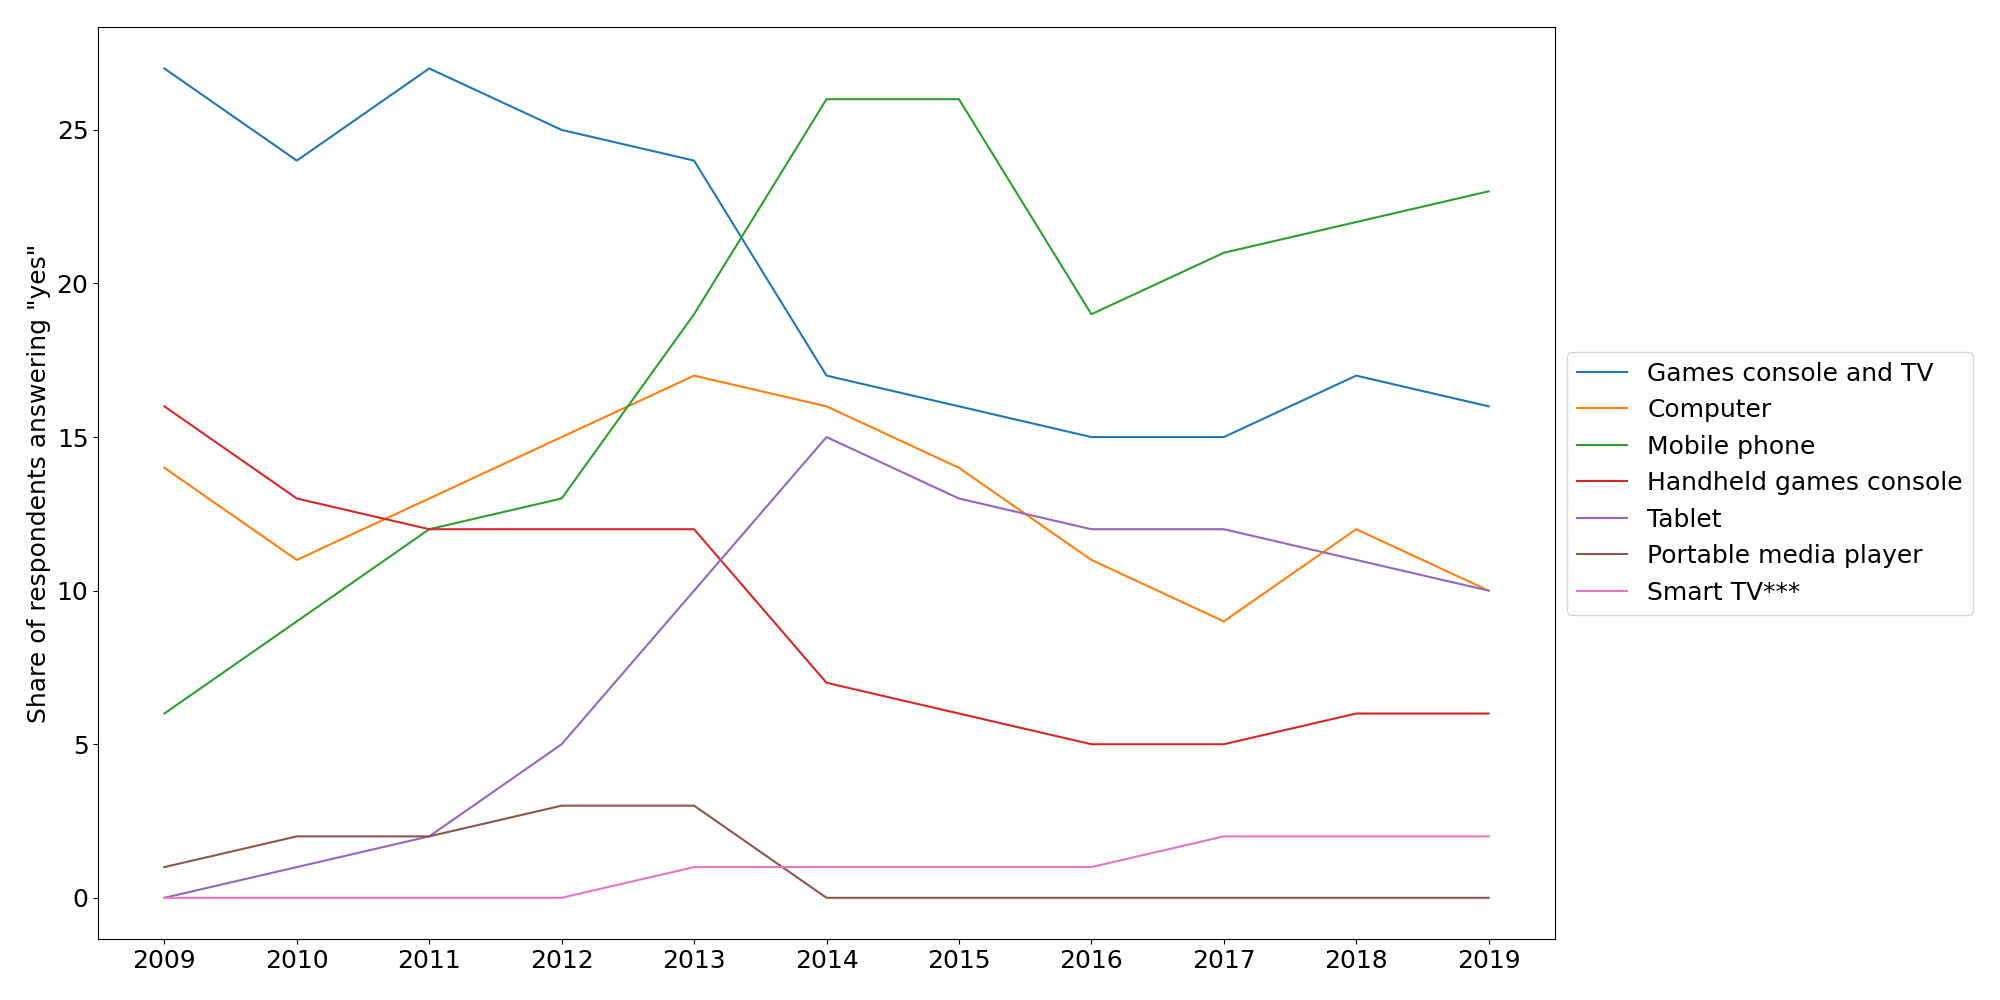 Share of respondents answering "yes"
25
20
15
10
5
0
2009 2010 2011 2012 2013 2014 2015 2016 2017 2018 2019
Games console and TV
Computer
Mobile phone
Handheld games console
Tablet
Portable media player
Smart TV***